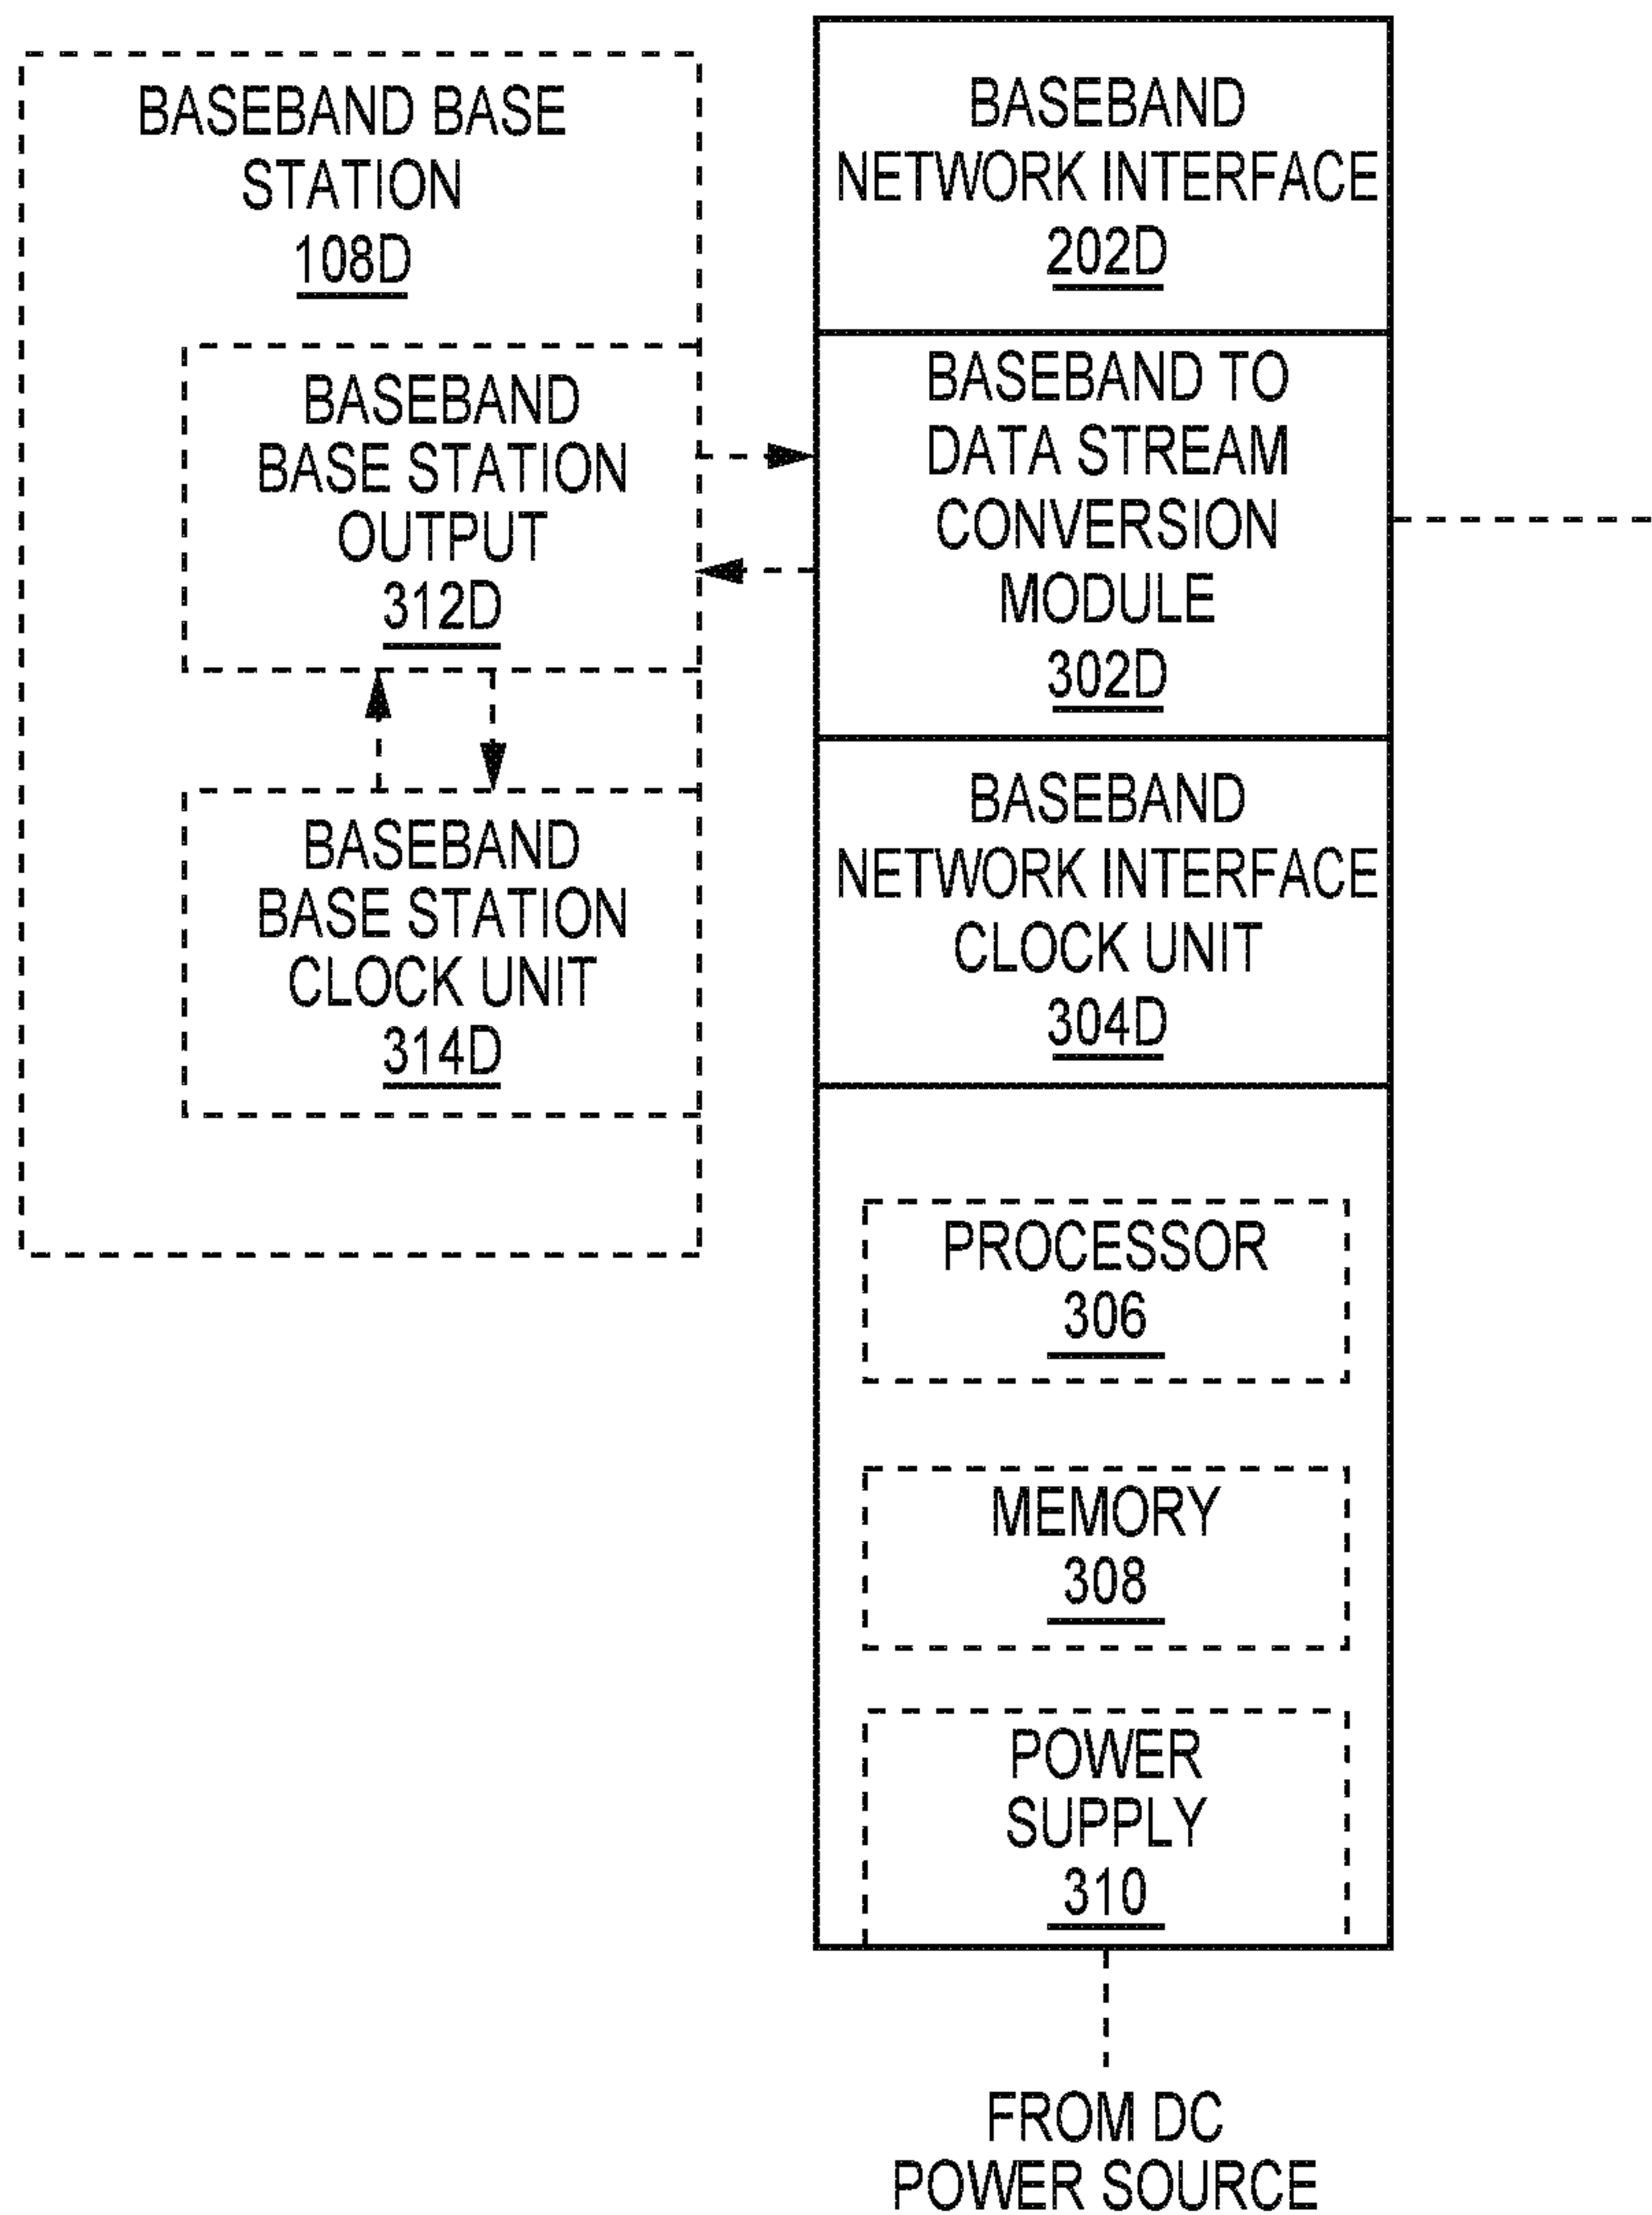 BASEBAND BASE
STATION
108D
BASEBAND
BASE STATION
OUTPUT
312D
BASEBAND
BASE STATION
CLOCK UNIT
314D
BASEBAND
NETWORK INTERFACE
202D
BASEBAND TO
DATA STREAM
CONVERSION
MODULE
302D
BASEBAND
NETWORK INTERFACE
CLOCK UNIT
304D
PROCESSOR
306
MEMORY
308
POWER
SUPPLY
310
FROM DC
POWER SOURCE